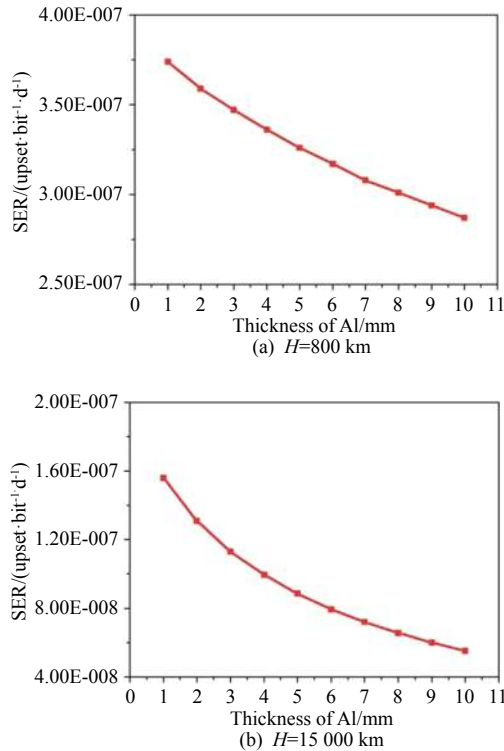 4.00E-007
3.50E-007
3.00E-007
2.50E-007
SER/(upset·bit⁻¹·d⁻¹)
0 1 2 3 4 5 6 7 8 9 10 11
Thickness of Al/mm
(a) H=800 km
2.00E-007
1.60E-007
1.20E-007
8.00E-008
4.00E-008
SER/(upset·bit⁻¹d⁻¹)
0 1 2 3 4 5 6 7 8 9 10 11
Thickness of Al/mm
(b) H=15 000 km